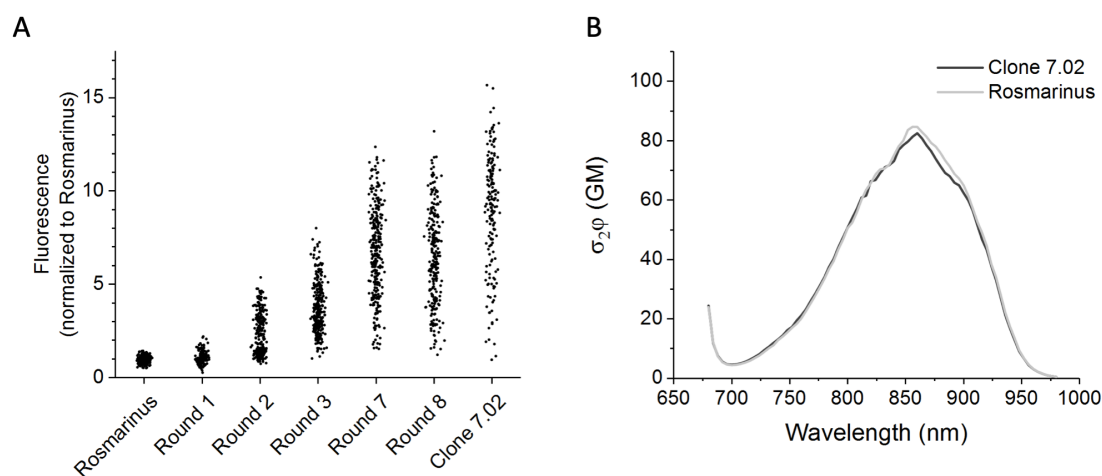 A
Fluorescence
(normalized to Rosmarinus)
15
10
5
0
Rosmarinus
Round 1
Round 2
Round 3
Round 7
Round 8
Clone 7.02
B
Clone 7.02
Rosmarinus
σ₂φ (GM)
100
80
60
40
20
0
650
700
750
800
850
900
950
1000
Wavelength (nm)